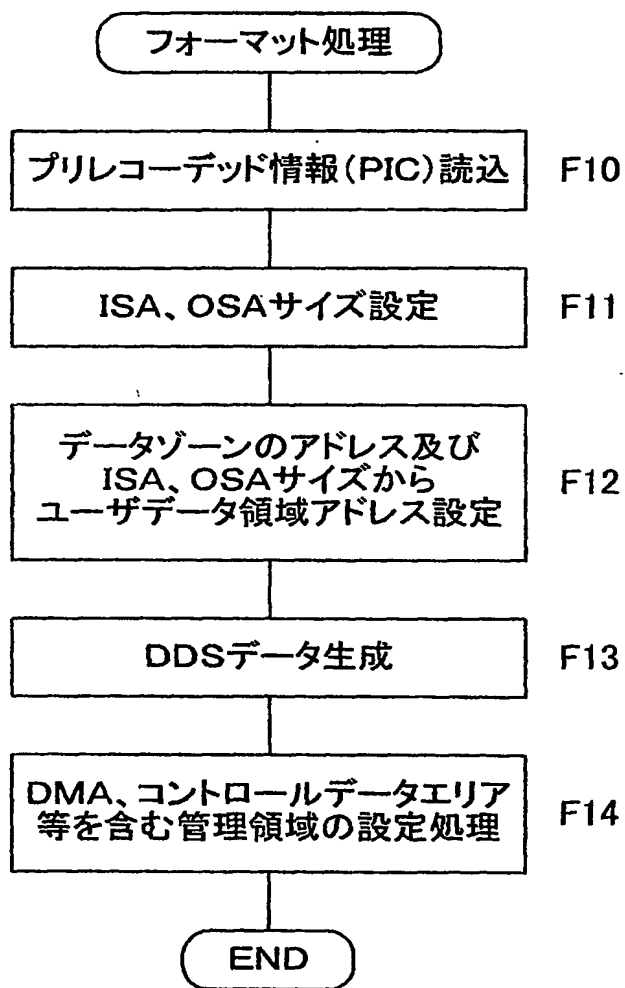 フォーマット処理
プリレコーデッド情報(PIC)読込
F10
ISA、OSAサイズ設定
F11
データゾーンのアドレス及び
ISA、OSAサイズから
ユーザデータ領域アドレス設定
F12
DDSデータ生成
F13
DMA、コントロールデータエリア
等を含む管理領域の設定処理
F14
END